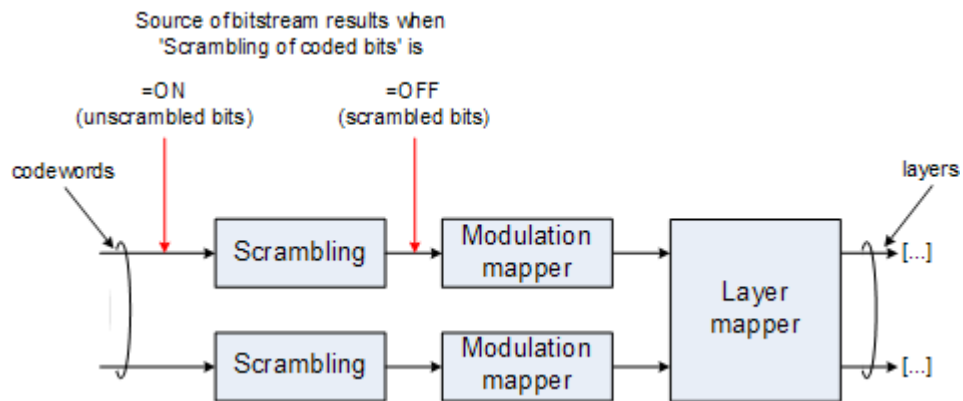 Source of bitstream results when
'Scrambling of coded bits' is
=ON
(unscrambled bits)
=OFF
(scrambled bits)
codewords
layers
Scrambling
Modulation
mapper
Layer
mapper
[...]
Scrambling
Modulation
mapper
[...]